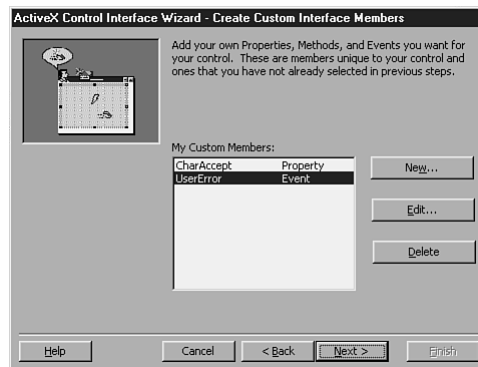 ActiveX Control Interface Wizard - Create Custom Interface Members
Add your own Properties, Methods, and Events you want for
your control. These are members unique to your control and
ones that you have not already selected in previous steps.
My Custom Members:
CharAccept Property
UserError Event
New...
Edit...
Delete
Help
Cancel
< Back
Next >
Finish